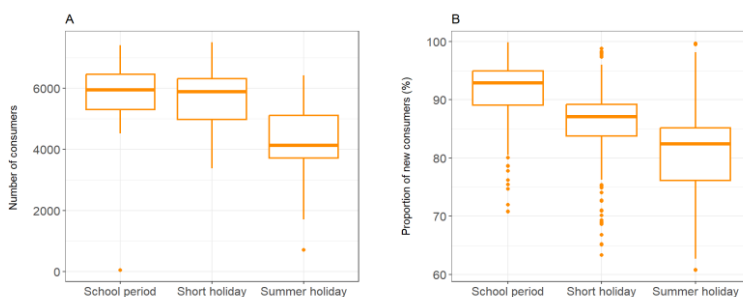 A
Number of consumers
6000
4000
2000
0
School period Short holiday Summer holiday
B
Proportion of new consumers (%)
100
90
80
70
60
School period Short holiday Summer holiday